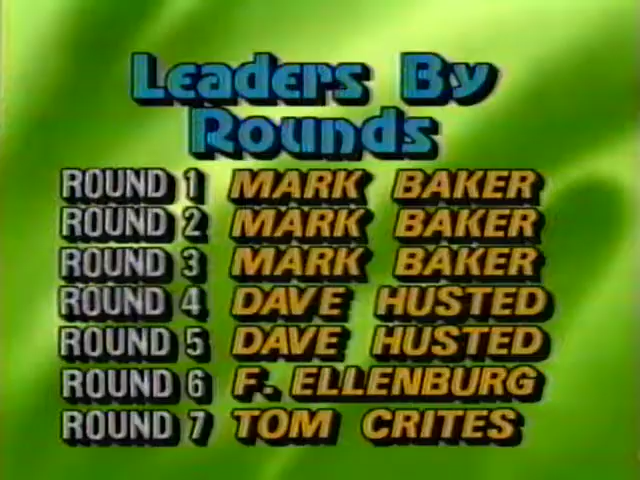 Leaders By
Rounds
ROUND 1 MARK BAKER
ROUND 2 MARK BAKER
ROUND 3 MARK BAKER
ROUND 4 DAVE HUSTED
ROUND 5 DAVE HUSTED
ROUND 6 F. ELLENBURG
ROUND 7 TOM CRITES